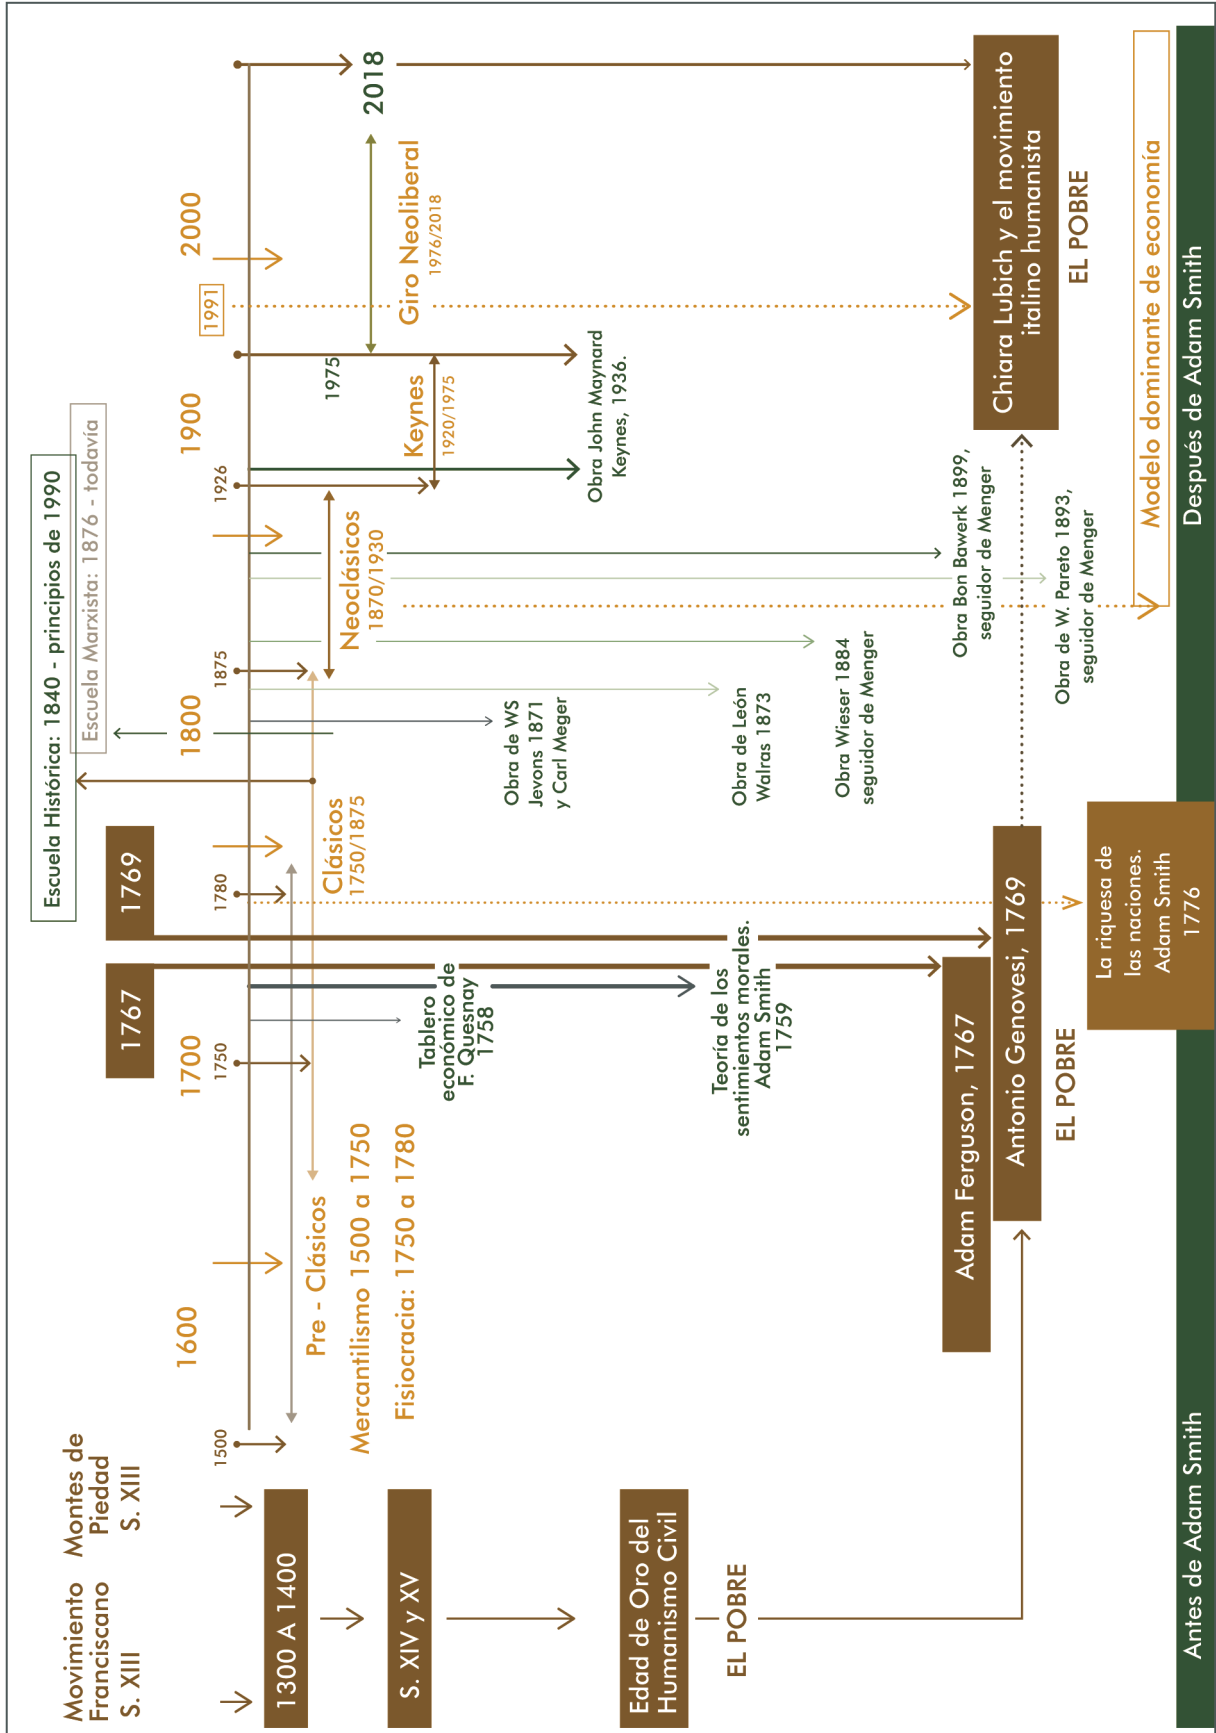 Movimiento
Franciscano
S. XIII
Montes de
Piedad
S. XIII
1300 A 1400
S. XIV y XV
Edad de Oro del
Humanismo Civil
EL POBRE
Escuela Histórica: 1840 - principios de 1990
Escuela Marxista: 1876 - todavía
1767
1769
1600
1700
1800
1900
2000
1991
1500
1750
1780
1875
1926
1975
2018
Pre - Clásicos
Mercantilismo 1500 a 1750
Fisiocracia: 1750 a 1780
Clásicos
1750/1875
Neoclásicos
1870/1930
Keynes
1920/1975
Giro Neoliberal
1976/2018
Tablero
económico de
F. Quesnay
1758
Teoría de los
sentimientos morales.
Adam Smith
1759
Obra de WS
Jevons 1871
y Carl Meger
Obra de León
Walras 1873
Obra Wieser 1884
seguidor de Menger
Obra Bon Bawerk 1899,
seguidor de Menger
Obra de W. Pareto 1893,
seguidor de Menger
Obra John Maynard
Keynes, 1936.
Adam Ferguson, 1767
Antonio Genovesi, 1769
EL POBRE
La riquesa de
las naciones.
Adam Smith
1776
Chiara Lubich y el movimiento
italino humanista
EL POBRE
Modelo dominante de economía
Antes de Adam Smith
Después de Adam Smith